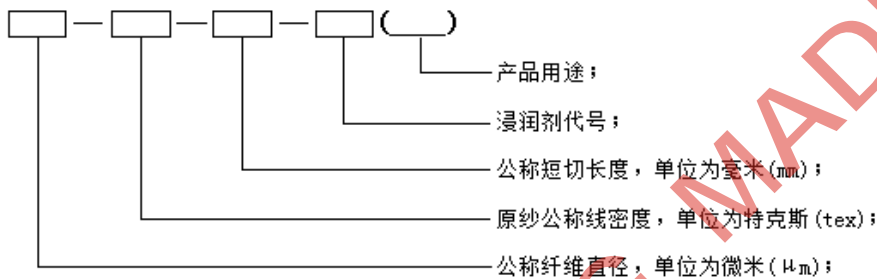 产品用途；
浸润剂代号；
公称短切长度，单位为毫米(mm)；
原纱公称线密度，单位为特克斯(tex)；
公称纤维直径，单位为微米(μm)；
MAD